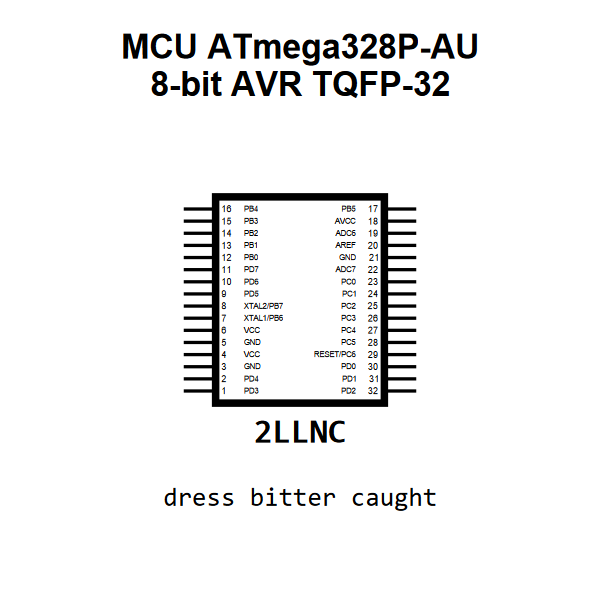 MCU ATmega328P-AU
8-bit AVR TQFP-32
16 PB4 PB5 17
15 PB3 AVCC 18
14 PB2 ADC6 19
13 PB1 AREF 20
12 PB0 GND 21
11 PD7 ADC7 22
10 PD6 PC0 23
9 PD5 PC1 24
8 XTAL2/PB7 PC2 25
7 XTAL1/PB6 PC3 26
6 VCC PC4 27
5 GND PC5 28
4 VCC RESET/PC6 29
3 GND PD0 30
2 PD4 PD1 31
1 PD3 PD2 32
2LLNC
dress bitter caught